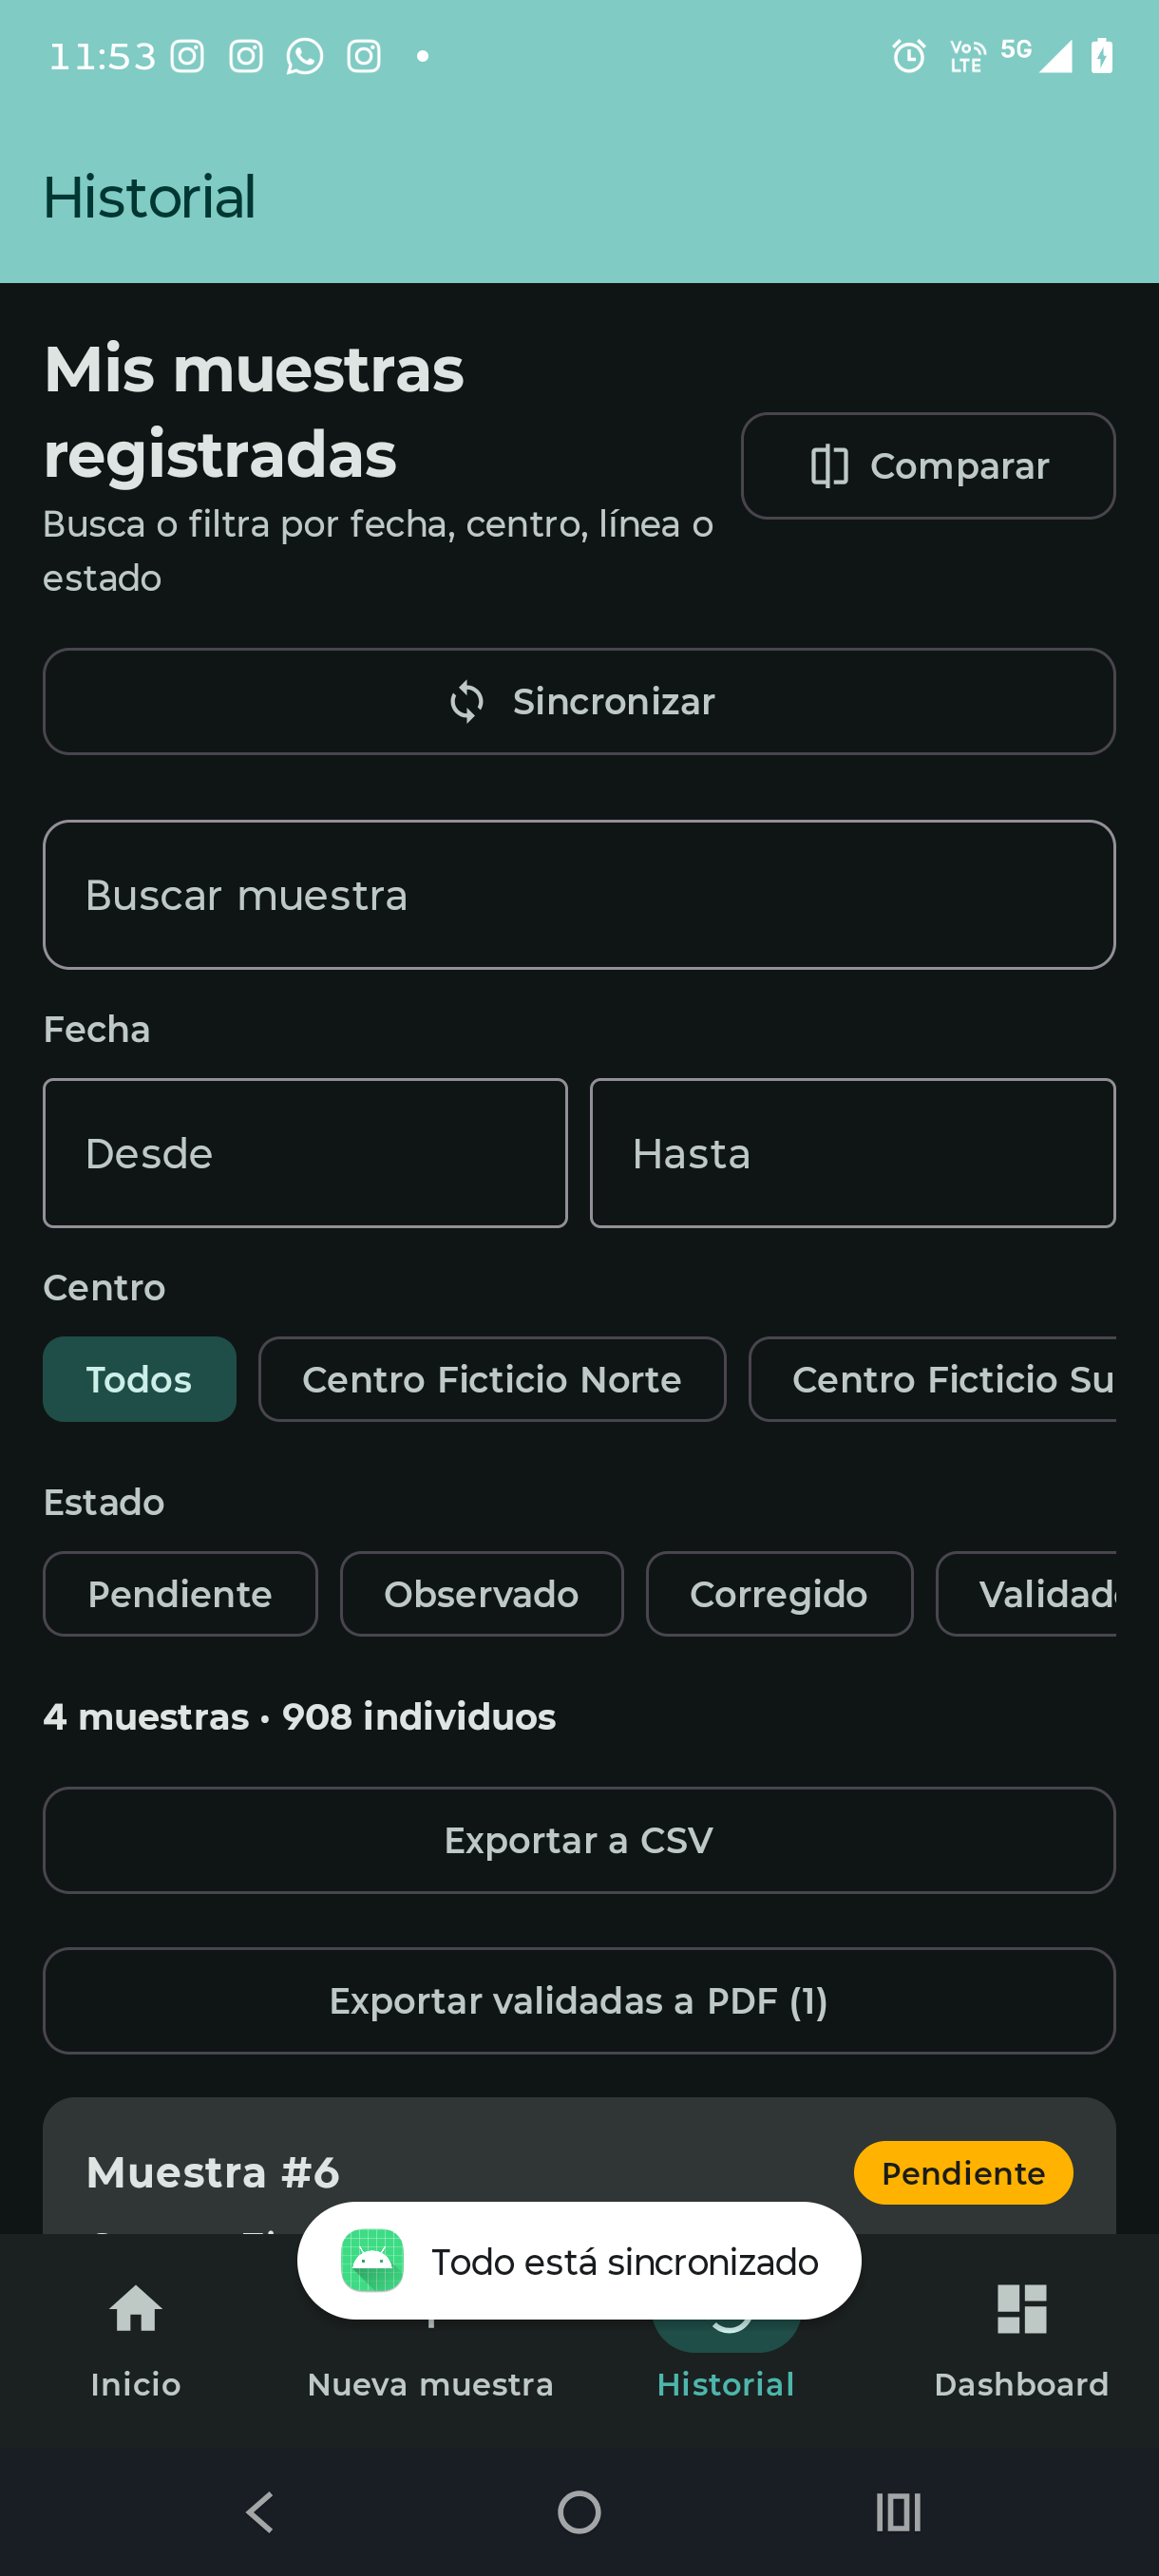 11:53
Vo LTE 5G
Historial
Mis muestras
registradas
Comparar
Busca o filtra por fecha, centro, línea o
estado
Sincronizar
Buscar muestra
Fecha
Desde
Hasta
Centro
Todos
Centro Ficticio Norte
Centro Ficticio Su
Estado
Pendiente
Observado
Corregido
Validad
4 muestras · 908 individuos
Exportar a CSV
Exportar validadas a PDF (1)
Muestra #6
Pendiente
Todo está sincronizado
Inicio
Nueva muestra
Historial
Dashboard